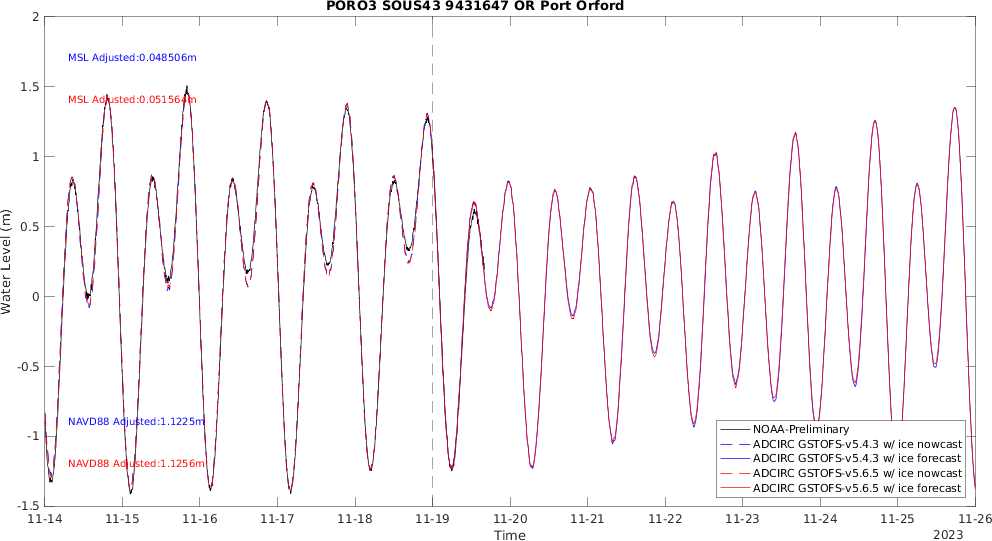 PORO3 SOUS43 9431647 OR Port Orford
2
1.5
1
0.5
0
-0.5
-1
-1.5
Water Level (m)
MSL Adjusted:0.048506m
MSL Adjusted:0.051564m
NAVD88 Adjusted:1.1225m
NAVD88 Adjusted:1.1256m
NOAA-Preliminary
ADCIRC GSTOFS-v5.4.3 w/ ice nowcast
ADCIRC GSTOFS-v5.4.3 w/ ice forecast
ADCIRC GSTOFS-v5.6.5 w/ ice nowcast
ADCIRC GSTOFS-v5.6.5 w/ ice forecast
11-14 11-15 11-16 11-17 11-18 11-19 11-20 11-21 11-22 11-23 11-24 11-25 11-26
Time
2023